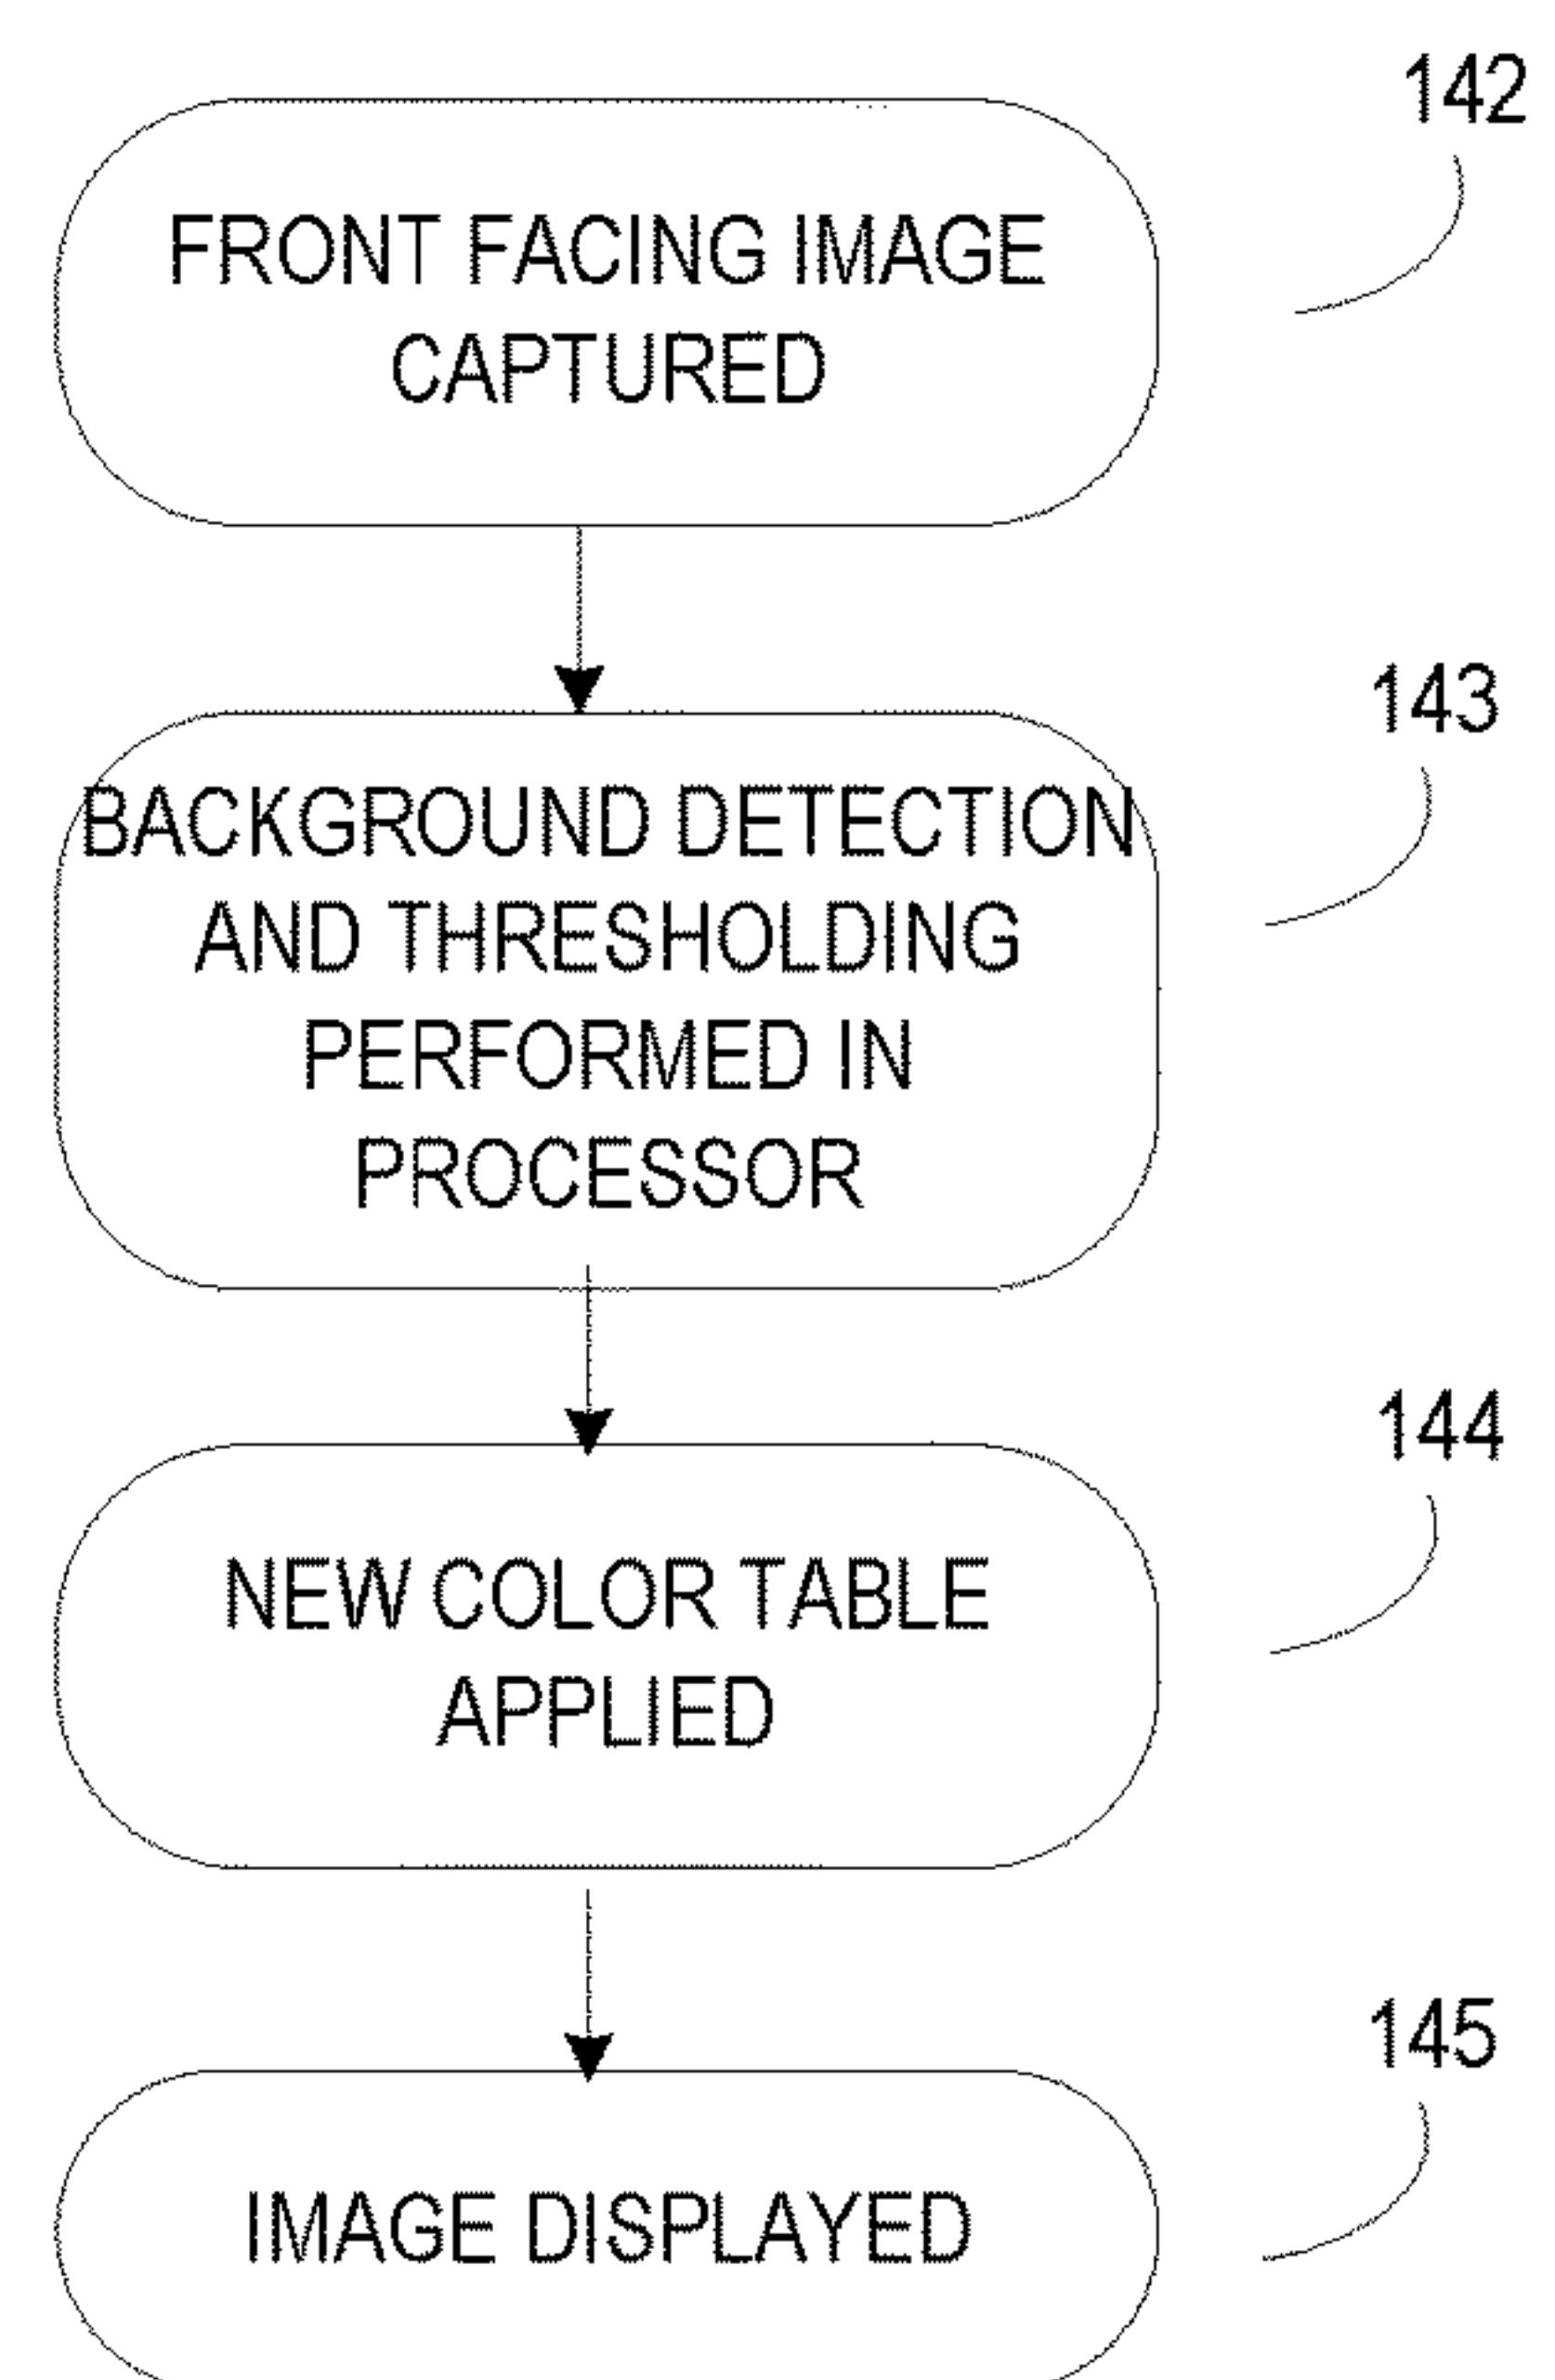 142
FRONT FACING IMAGE
CAPTURED
143
BACKGROUND DETECTION
AND THRESHOLDING
PERFORMED IN
PROCESSOR
144
NEW COLOR TABLE
APPLIED
145
IMAGE DISPLAYED